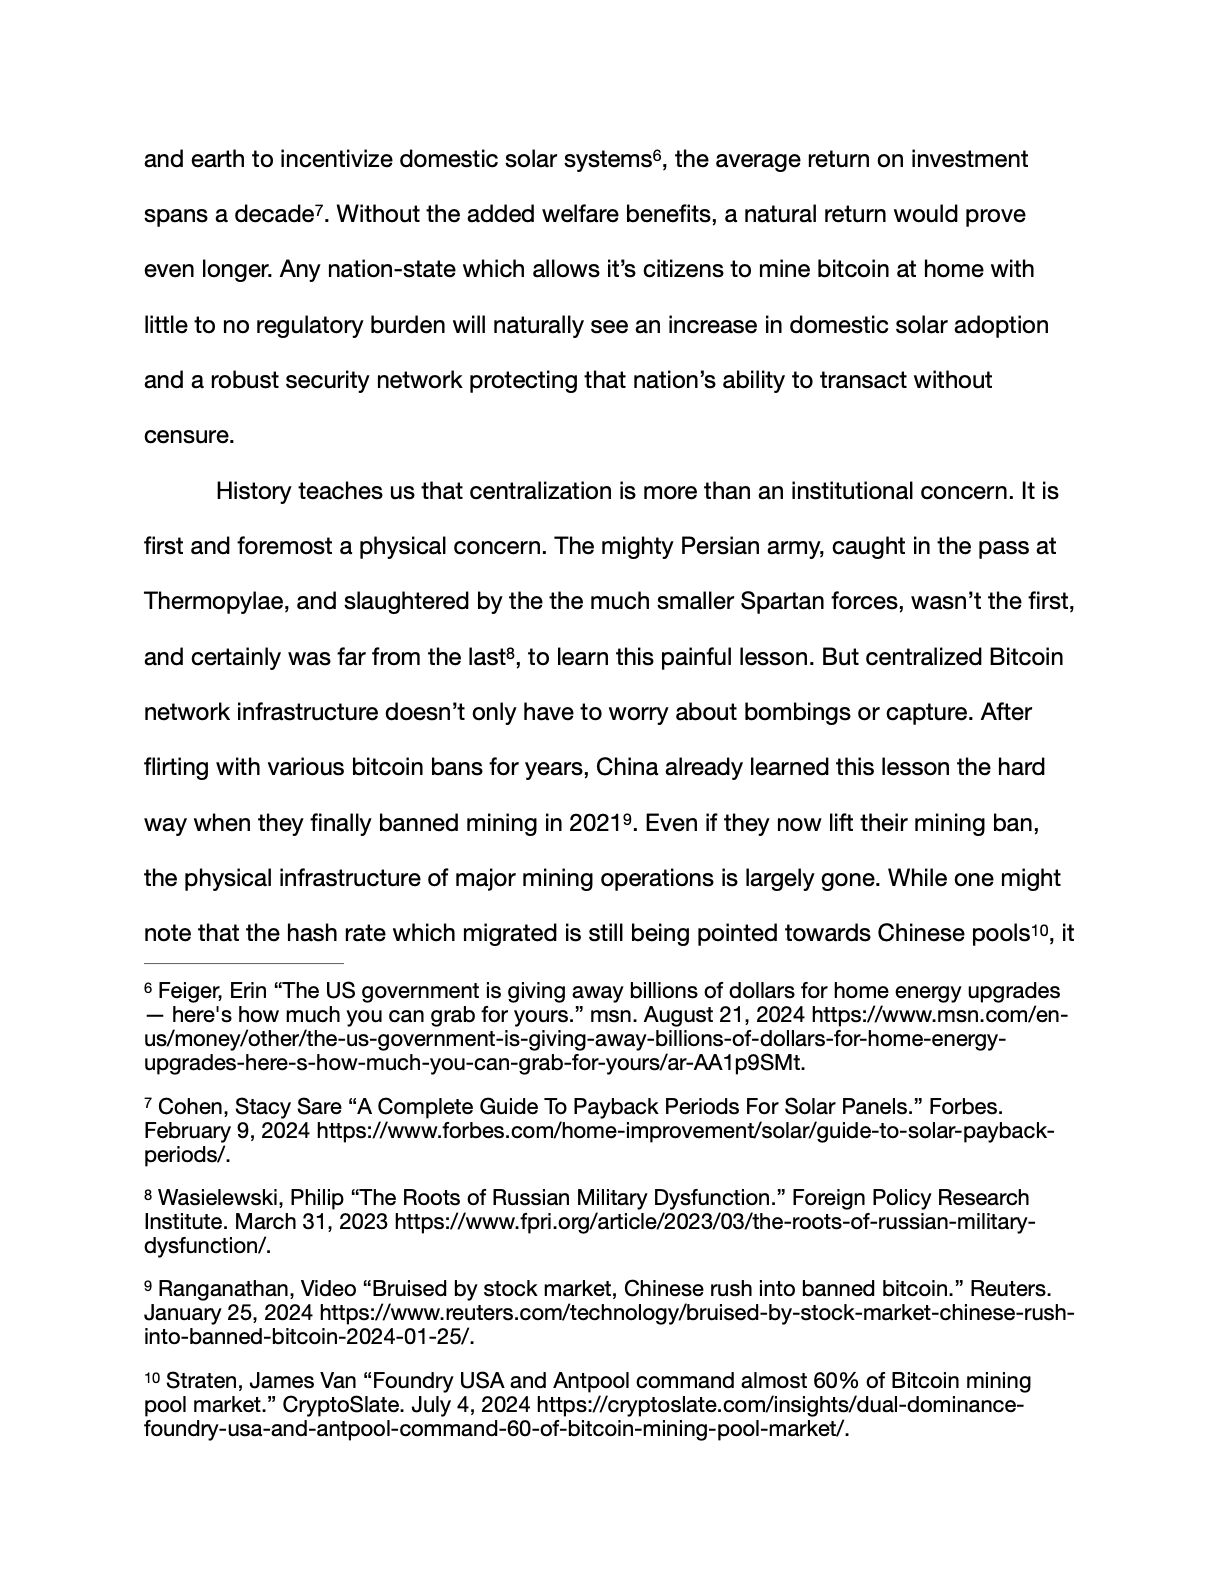 and earth to incentivize domestic solar systems⁶, the average return on investment
spans a decade⁷. Without the added welfare benefits, a natural return would prove
even longer. Any nation-state which allows it’s citizens to mine bitcoin at home with
little to no regulatory burden will naturally see an increase in domestic solar adoption
and a robust security network protecting that nation’s ability to transact without
censure.
History teaches us that centralization is more than an institutional concern. It is
first and foremost a physical concern. The mighty Persian army, caught in the pass at
Thermopylae, and slaughtered by the the much smaller Spartan forces, wasn’t the first,
and certainly was far from the last⁸, to learn this painful lesson. But centralized Bitcoin
network infrastructure doesn’t only have to worry about bombings or capture. After
flirting with various bitcoin bans for years, China already learned this lesson the hard
way when they finally banned mining in 2021⁹. Even if they now lift their mining ban,
the physical infrastructure of major mining operations is largely gone. While one might
note that the hash rate which migrated is still being pointed towards Chinese pools¹⁰, it
⁶ Feiger, Erin “The US government is giving away billions of dollars for home energy upgrades
— here's how much you can grab for yours.” msn. August 21, 2024 https://www.msn.com/en-
us/money/other/the-us-government-is-giving-away-billions-of-dollars-for-home-energy-
upgrades-here-s-how-much-you-can-grab-for-yours/ar-AA1p9SMt.
⁷ Cohen, Stacy Sare “A Complete Guide To Payback Periods For Solar Panels.” Forbes.
February 9, 2024 https://www.forbes.com/home-improvement/solar/guide-to-solar-payback-
periods/.
⁸ Wasielewski, Philip “The Roots of Russian Military Dysfunction.” Foreign Policy Research
Institute. March 31, 2023 https://www.fpri.org/article/2023/03/the-roots-of-russian-military-
dysfunction/.
⁹ Ranganathan, Video “Bruised by stock market, Chinese rush into banned bitcoin.” Reuters.
January 25, 2024 https://www.reuters.com/technology/bruised-by-stock-market-chinese-rush-
into-banned-bitcoin-2024-01-25/.
¹⁰ Straten, James Van “Foundry USA and Antpool command almost 60% of Bitcoin mining
pool market.” CryptoSlate. July 4, 2024 https://cryptoslate.com/insights/dual-dominance-
foundry-usa-and-antpool-command-60-of-bitcoin-mining-pool-market/.